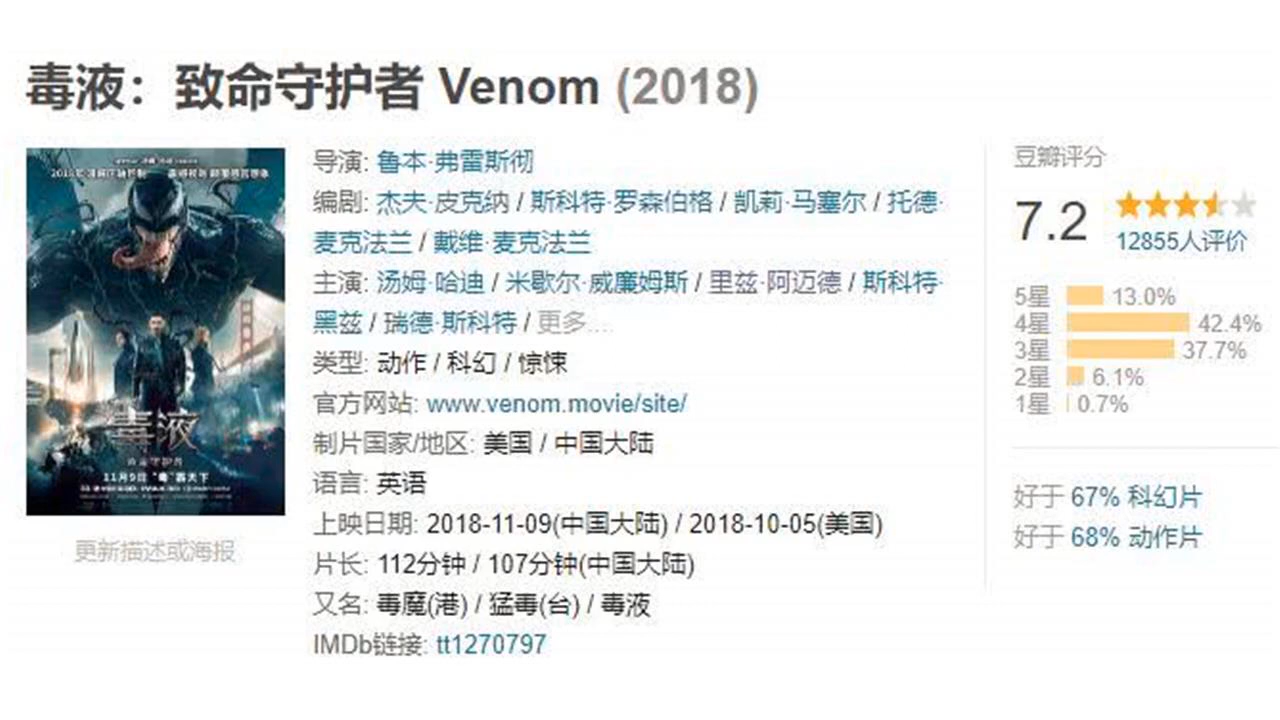 毒液：致命守护者 Venom (2018)
毒液
致命守护者
11月9日 “毒”霸天下
更新描述或海报
导演: 鲁本·弗雷斯彻
编剧: 杰夫·皮克纳 / 斯科特·罗森伯格 / 凯莉·马塞尔 / 托德·
麦克法兰 / 戴维·麦克法兰
主演: 汤姆·哈迪 / 米歇尔·威廉姆斯 / 里兹·阿迈德 / 斯科特·
黑兹 / 瑞德·斯科特 / 更多...
类型: 动作 / 科幻 / 惊悚
官方网站: www.venom.movie/site/
制片国家/地区: 美国 / 中国大陆
语言: 英语
上映日期: 2018-11-09(中国大陆) / 2018-10-05(美国)
片长: 112分钟 / 107分钟(中国大陆)
又名: 毒魔(港) / 猛毒(台) / 毒液
IMDb链接: tt1270797
豆瓣评分
7.2
12855人评价
5星 13.0%
4星 42.4%
3星 37.7%
2星 6.1%
1星 0.7%
好于 67% 科幻片
好于 68% 动作片